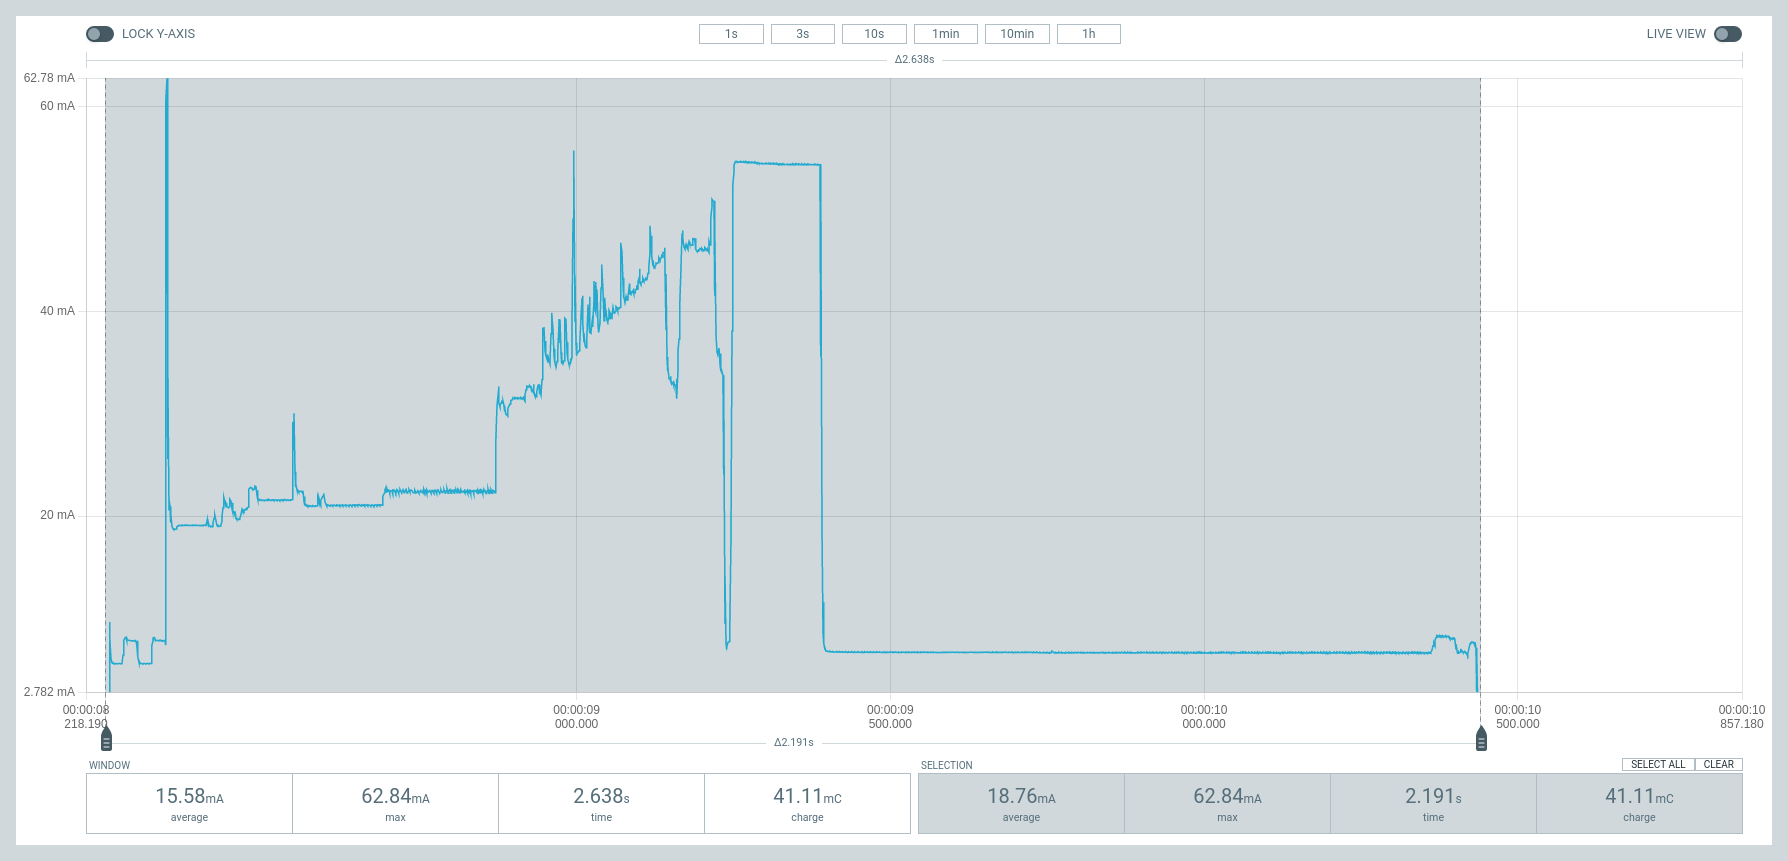 LOCK Y-AXIS
1s
3s
10s
1min
10min
1h
LIVE VIEW
Δ2.638s
62.78 mA
60 mA
40 mA
20 mA
2.782 mA
00:00:08
218.190
00:00:09
000.000
00:00:09
500.000
00:00:10
000.000
00:00:10
500.000
00:00:10
857.180
Δ2.191s
WINDOW
15.58mA
average
62.84mA
max
2.638s
time
41.11mC
charge
SELECTION
SELECT ALL
CLEAR
18.76mA
average
62.84mA
max
2.191s
time
41.11mC
charge